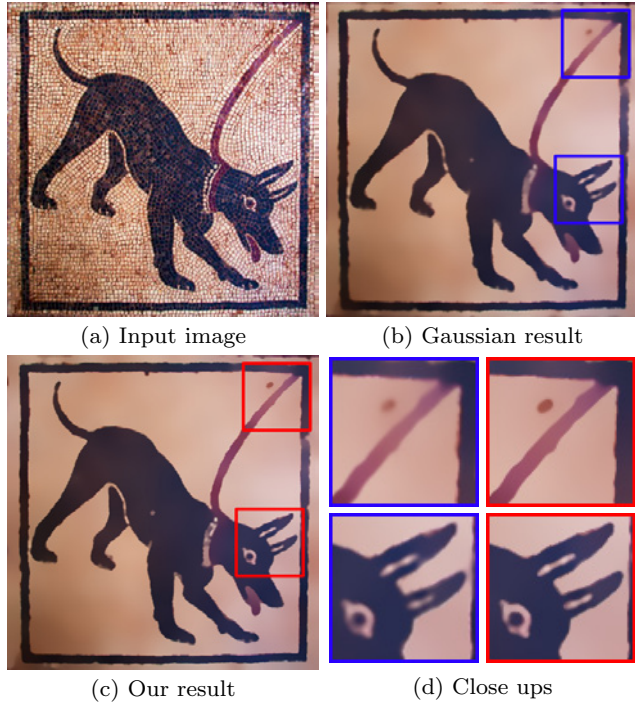 (a) Input image
(b) Gaussian result
(c) Our result
(d) Close ups